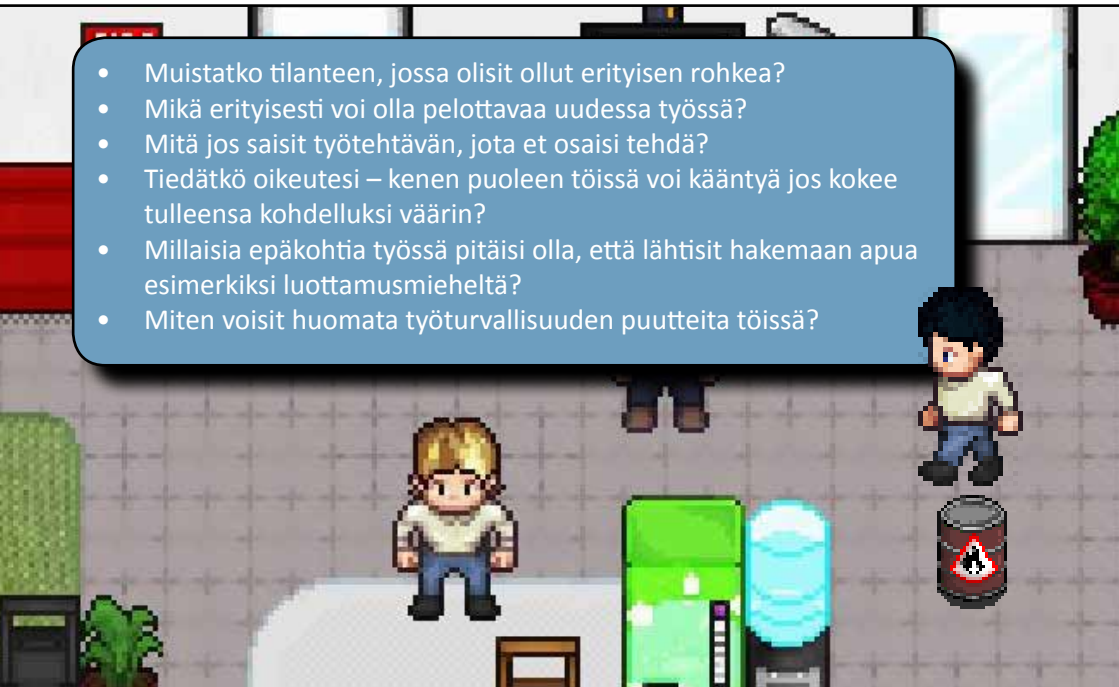 • Muistatko tilanteen, jossa olisit ollut erityisen rohkea?
• Mikä erityisesti voi olla pelottavaa uudessa työssä?
• Mitä jos saisit työtehtävän, jota et osaisi tehdä?
• Tiedätkö oikeutesi – kenen puoleen töissä voi kääntyä jos kokee
tulleensa kohdelluksi väärin?
• Millaisia epäkohtia työssä pitäisi olla, että lähtisit hakemaan apua
esimerkiksi luottamusmieheltä?
• Miten voisit huomata työturvallisuuden puutteita töissä?